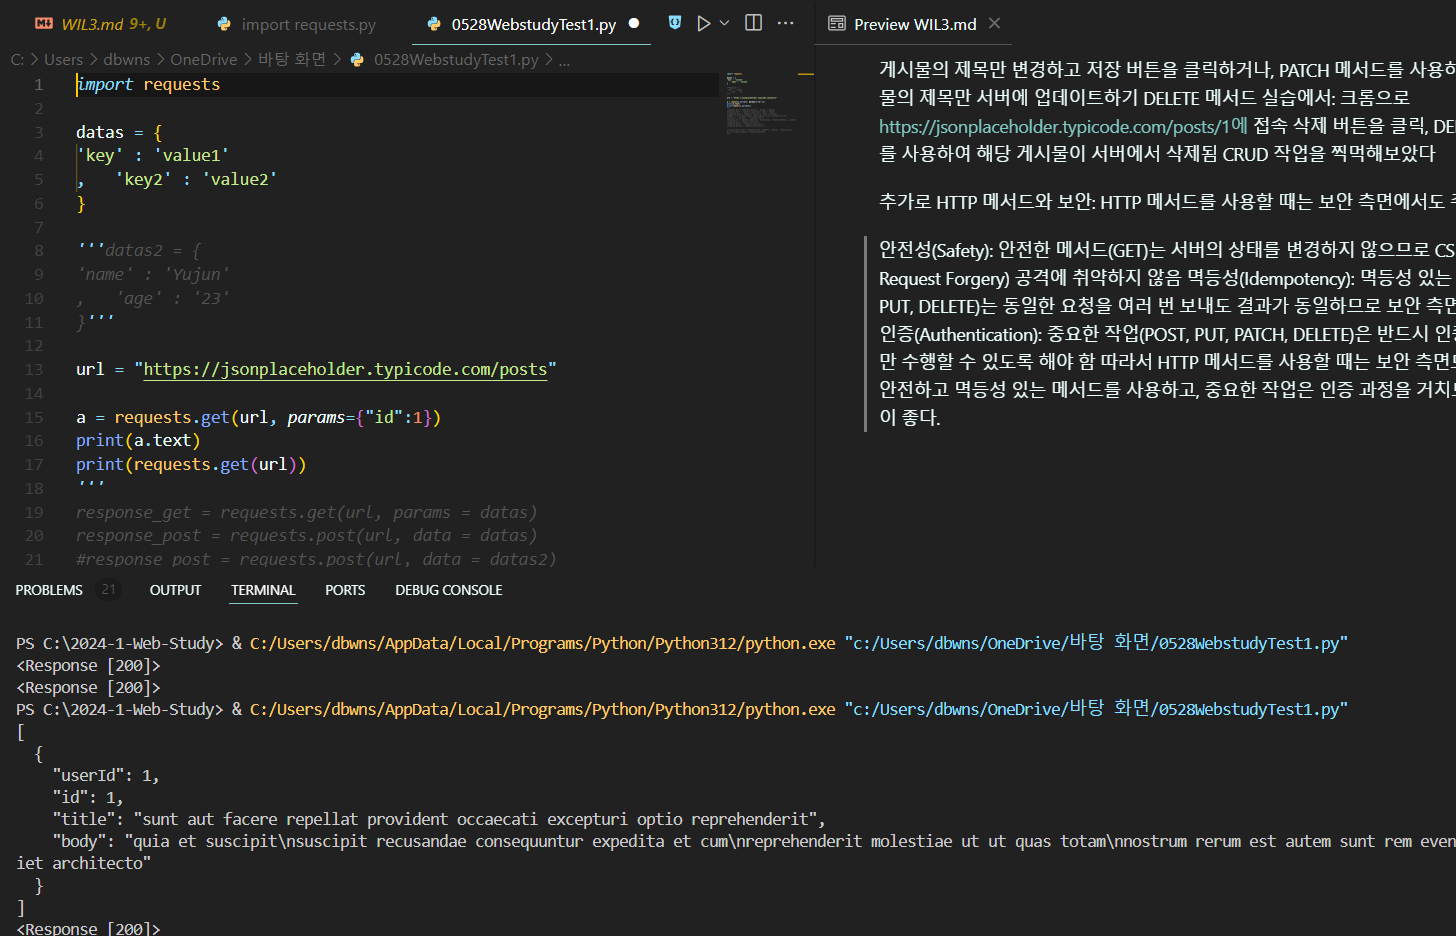 WIL3.md 9+, U
import requests.py
0528WebstudyTest1.py
Preview WIL3.md
C: > Users > dbwns > OneDrive > 바탕 화면 > 0528WebstudyTest1.py > ...
1 import requests
2
3 datas = {
4 'key' : 'value1'
5 ,   'key2' : 'value2'
6 }
7
8 '''datas2 = {
9 'name' : 'Yujun'
10 ,   'age' : '23'
11 }'''
12
13 url = "https://jsonplaceholder.typicode.com/posts"
14
15 a = requests.get(url, params={"id":1})
16 print(a.text)
17 print(requests.get(url))
18 '''
19 response_get = requests.get(url, params = datas)
20 response_post = requests.post(url, data = datas)
21 #response_post = requests.post(url, data = datas2)
게시물의 제목만 변경하고 저장 버튼을 클릭하거나, PATCH 메서드를 사용하
물의 제목만 서버에 업데이트하기 DELETE 메서드 실습에서: 크롬으로
https://jsonplaceholder.typicode.com/posts/1에 접속 삭제 버튼을 클릭, DE
를 사용하여 해당 게시물이 서버에서 삭제됨 CRUD 작업을 찍먹해보았다
추가로 HTTP 메서드와 보안: HTTP 메서드를 사용할 때는 보안 측면에서도
안전성(Safety): 안전한 메서드(GET)는 서버의 상태를 변경하지 않으므로 CS
Request Forgery) 공격에 취약하지 않음 멱등성(Idempotency): 멱등성 있는
PUT, DELETE)는 동일한 요청을 여러 번 보내도 결과가 동일하므로 보안 측면
인증(Authentication): 중요한 작업(POST, PUT, PATCH, DELETE)은 반드시 인증
만 수행할 수 있도록 해야 함 따라서 HTTP 메서드를 사용할 때는 보안 측면
안전하고 멱등성 있는 메서드를 사용하고, 중요한 작업은 인증 과정을 거치
이 좋다.
PROBLEMS 21 OUTPUT TERMINAL PORTS DEBUG CONSOLE
PS C:\2024-1-Web-Study> & C:/Users/dbwns/AppData/Local/Programs/Python/Python312/python.exe "c:/Users/dbwns/OneDrive/바탕 화면/0528WebstudyTest1.py"
<Response [200]>
<Response [200]>
PS C:\2024-1-Web-Study> & C:/Users/dbwns/AppData/Local/Programs/Python/Python312/python.exe "c:/Users/dbwns/OneDrive/바탕 화면/0528WebstudyTest1.py"
[
{
"userId": 1,
"id": 1,
"title": "sunt aut facere repellat provident occaecati excepturi optio reprehenderit",
"body": "quia et suscipit\nsuscipit recusandae consequuntur expedita et cum\nreprehenderit molestiae ut ut quas totam\nnostrum rerum est autem sunt rem even
iet architecto"
}
]
<Response [200]>